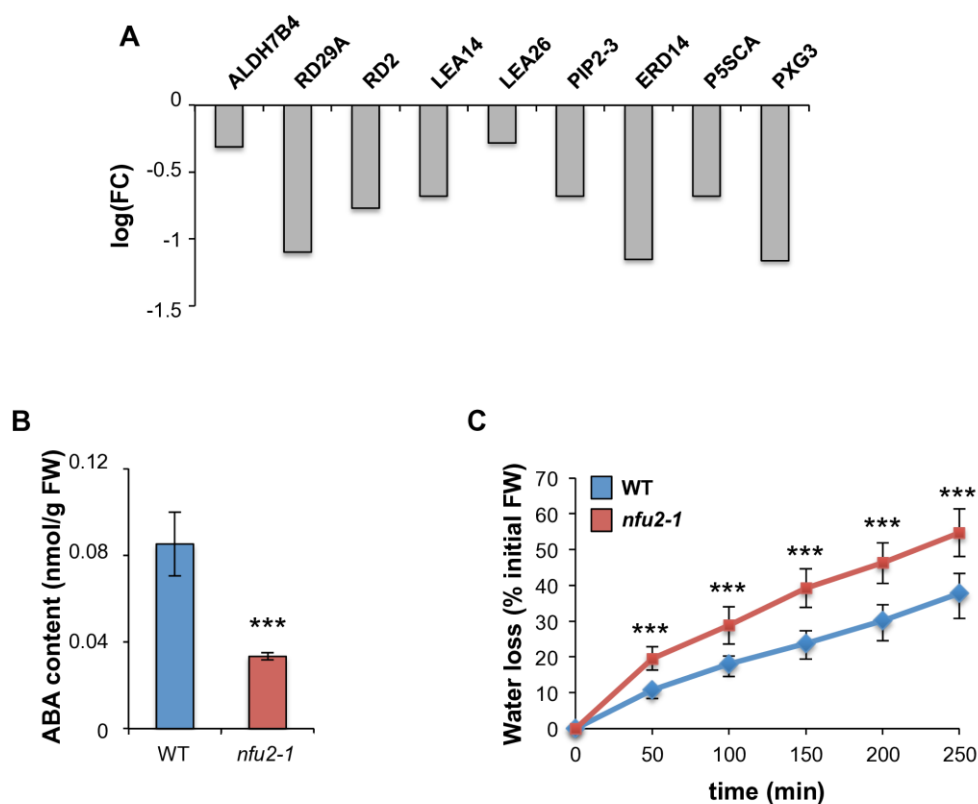 A
ALDH7B4 RD29A RD2 LEA14 LEA26 PIP2-3 ERD14 P5SCA PXG3
0
-0.5
-1
-1.5
log(FC)
B
0.12
0.08
0.04
0
ABA content (nmol/g FW)
***
WT nfu2-1
C
70
60
50
40
30
20
10
0
Water loss (% initial FW)
WT
nfu2-1
*** *** *** *** ***
0 50 100 150 200 250
time (min)